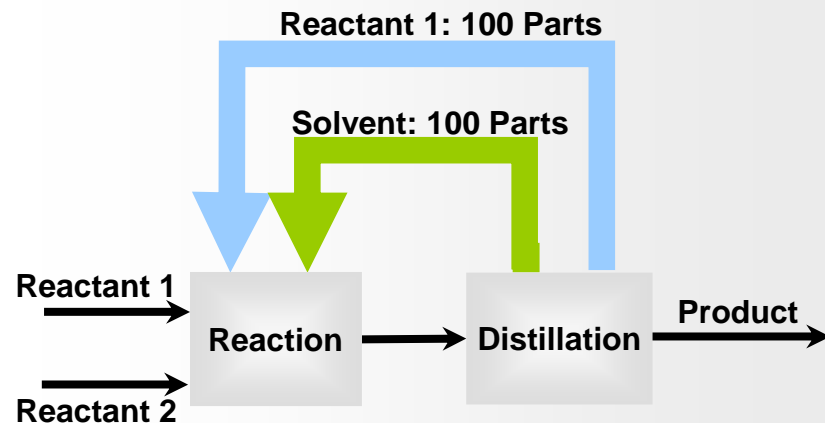 Reactant 1: 100 Parts
Solvent: 100 Parts
Reactant 1
Reaction
Distillation
Product
Reactant 2